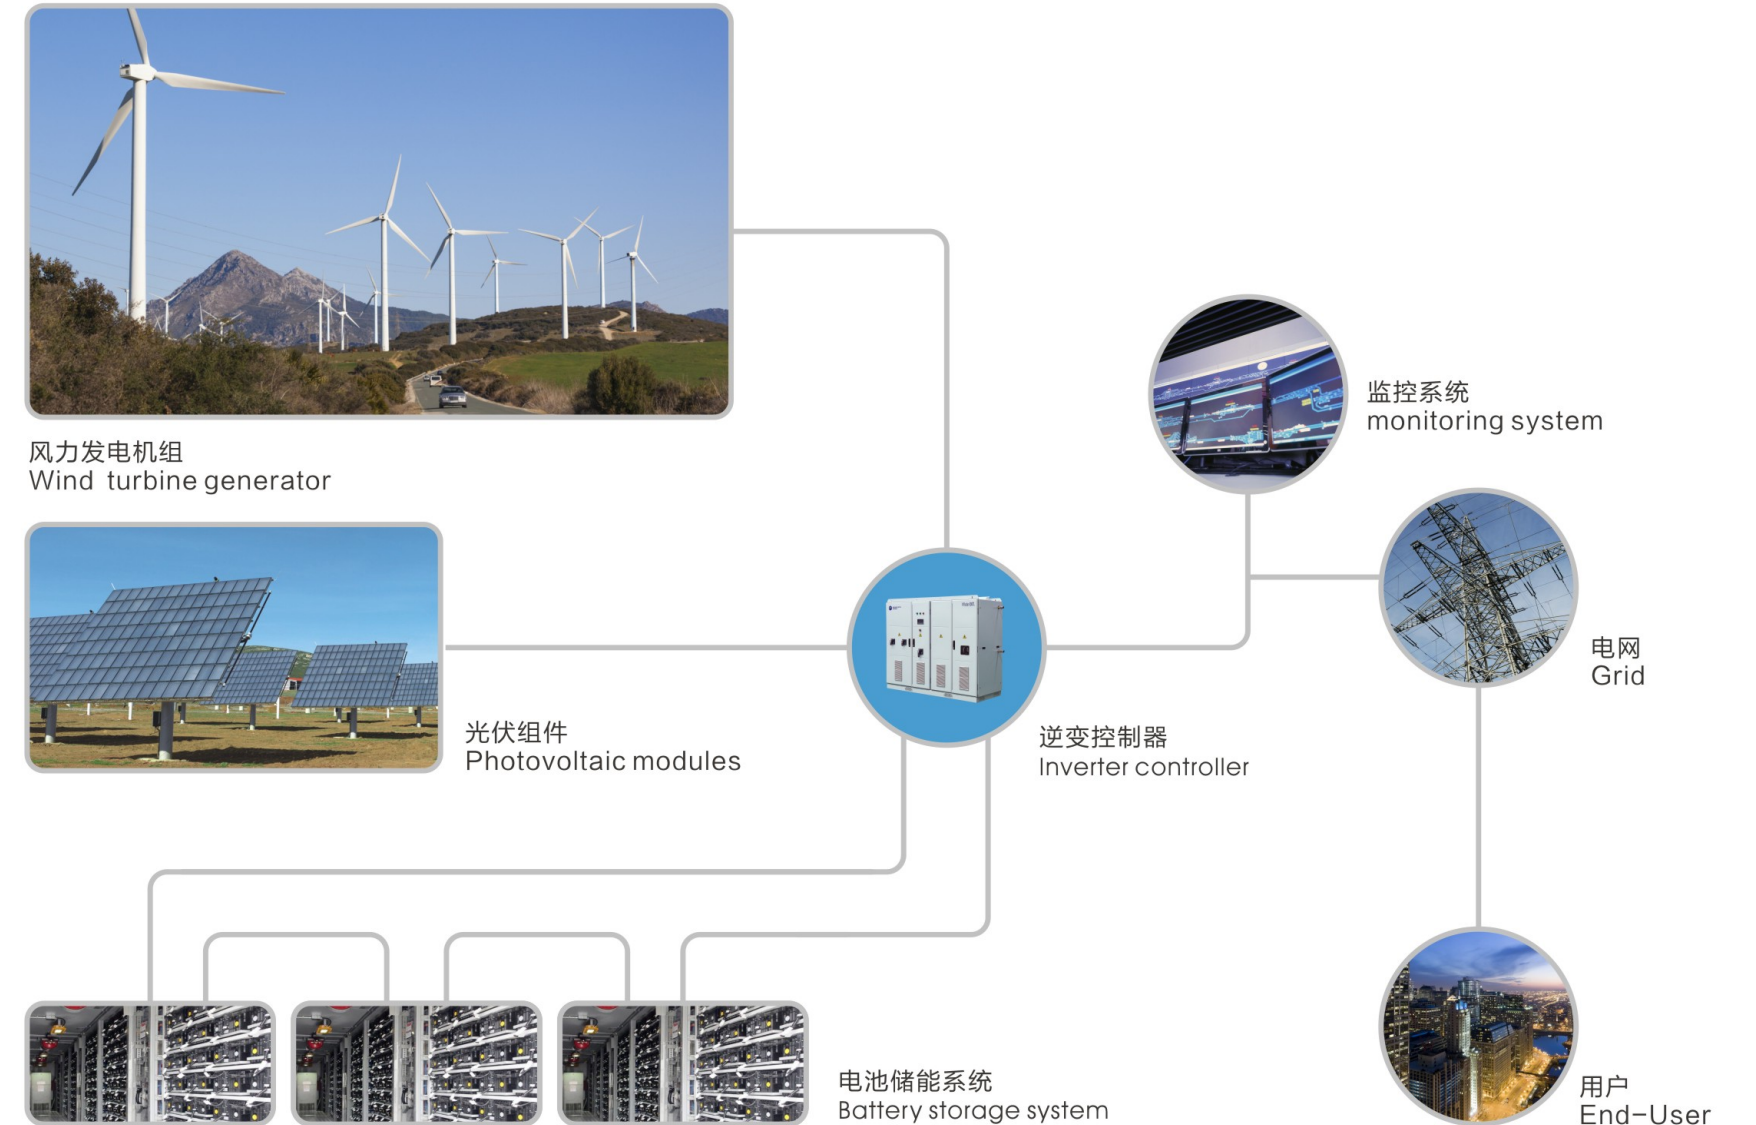 风力发电机组
Wind turbine generator
监控系统
monitoring system
电网
Grid
光伏组件
Photovoltaic modules
逆变控制器
Inverter controller
电池储能系统
Battery storage system
用户
End-User